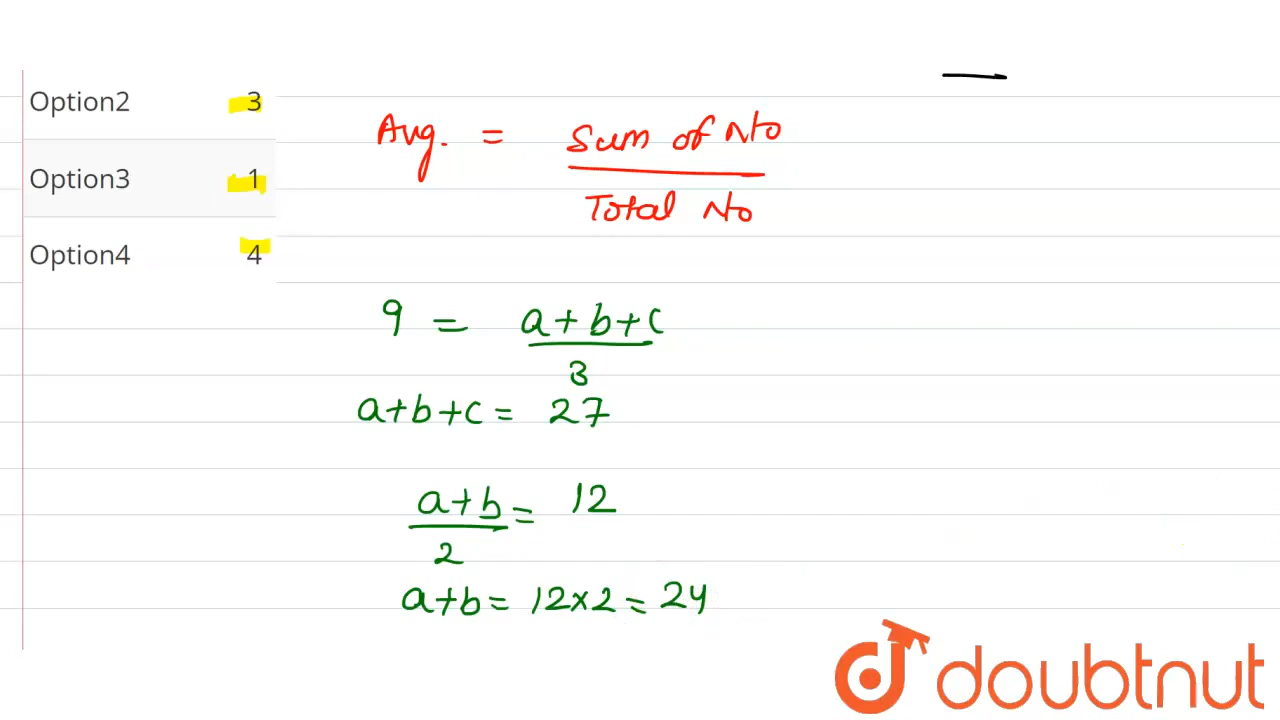 Option2 3
Option3 1
Option4 4
Avg. = Sum of No
Total No
9 = a+b+c
3
a+b+c = 27
a+b = 12
2
a+b = 12×2 = 24
doubtnut